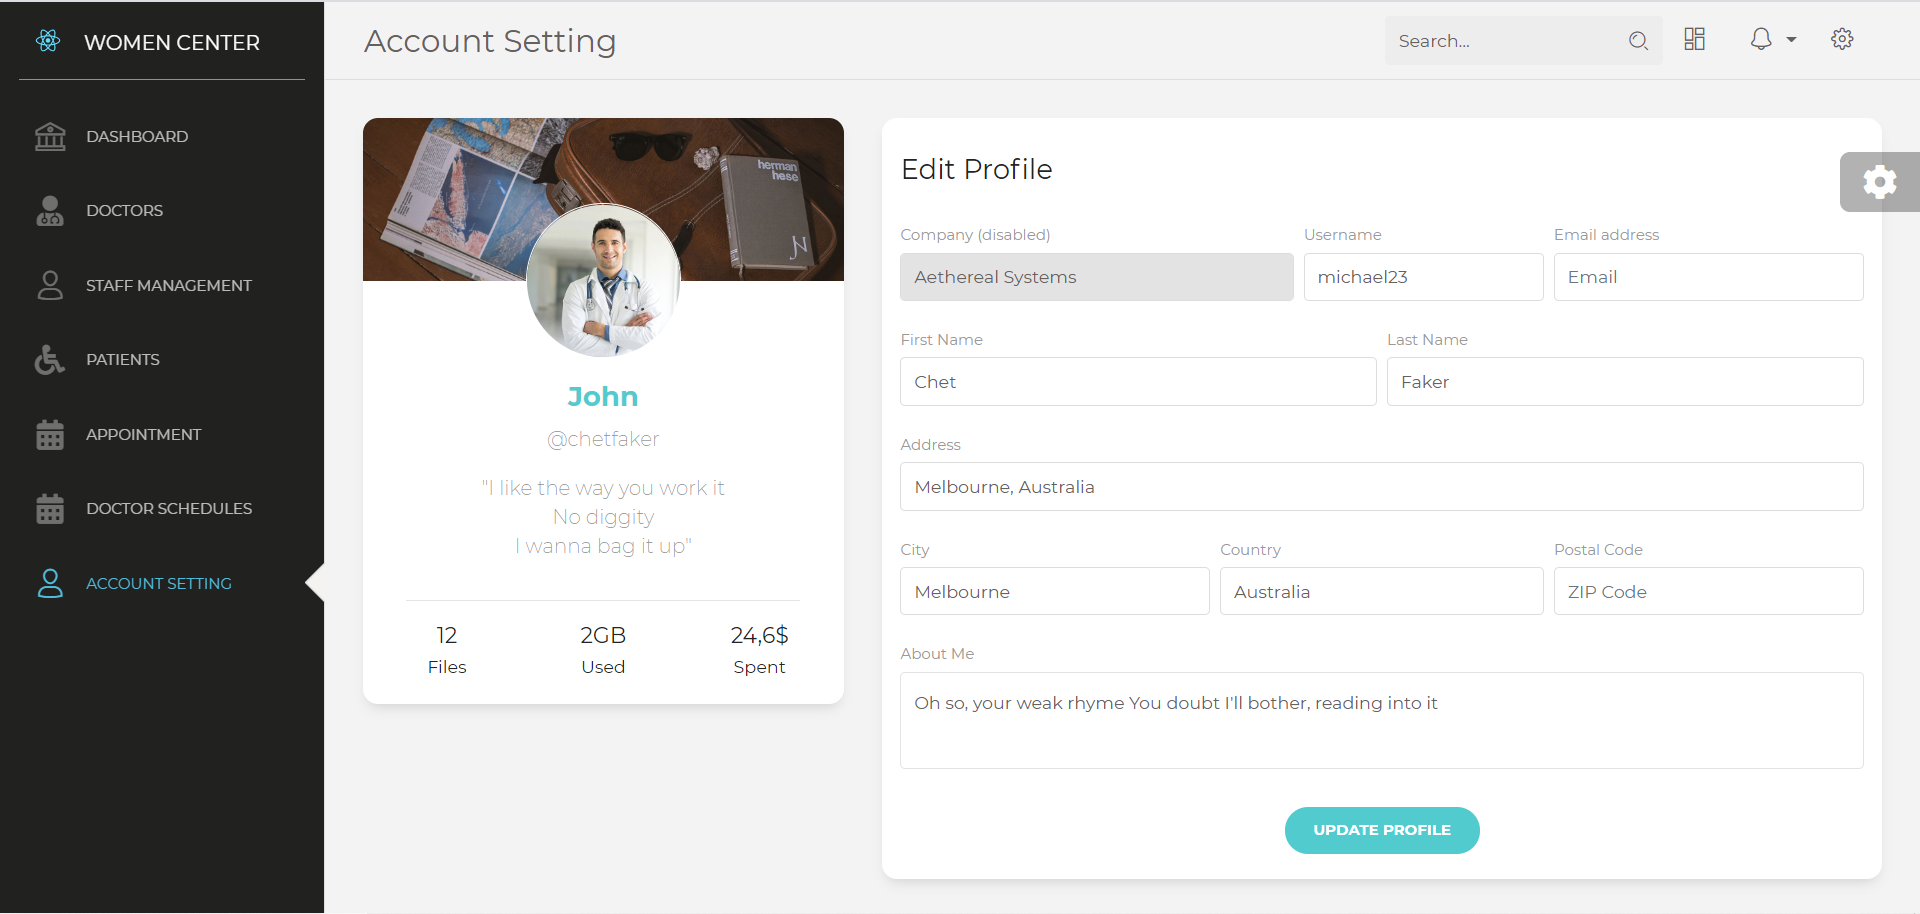 WOMEN CENTER
DASHBOARD
DOCTORS
STAFF MANAGEMENT
PATIENTS
APPOINTMENT
DOCTOR SCHEDULES
ACCOUNT SETTING
Account Setting
Search...
herman
hese
John
@chetfaker
"I like the way you work it
No diggity
I wanna bag it up"
12
Files
2GB
Used
24,6$
Spent
Edit Profile
Company (disabled)
Aethereal Systems
Username
michael23
Email address
Email
First Name
Chet
Last Name
Faker
Address
Melbourne, Australia
City
Melbourne
Country
Australia
Postal Code
ZIP Code
About Me
Oh so, your weak rhyme You doubt I'll bother, reading into it
UPDATE PROFILE